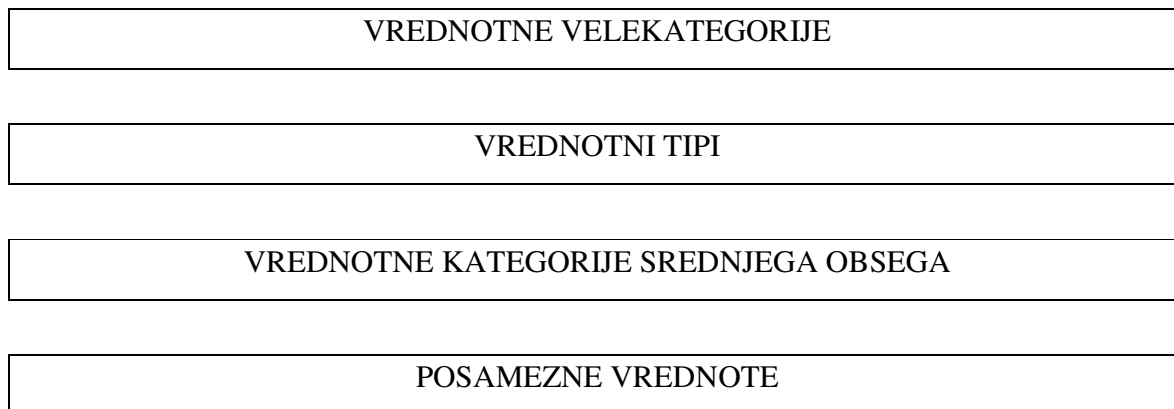 VREDNOTNE VELEKATEGORIJE
VREDNOTNI TIPI
VREDNOTNE KATEGORIJE SREDNJEGA OBSEGA
POSAMEZNE VREDNOTE